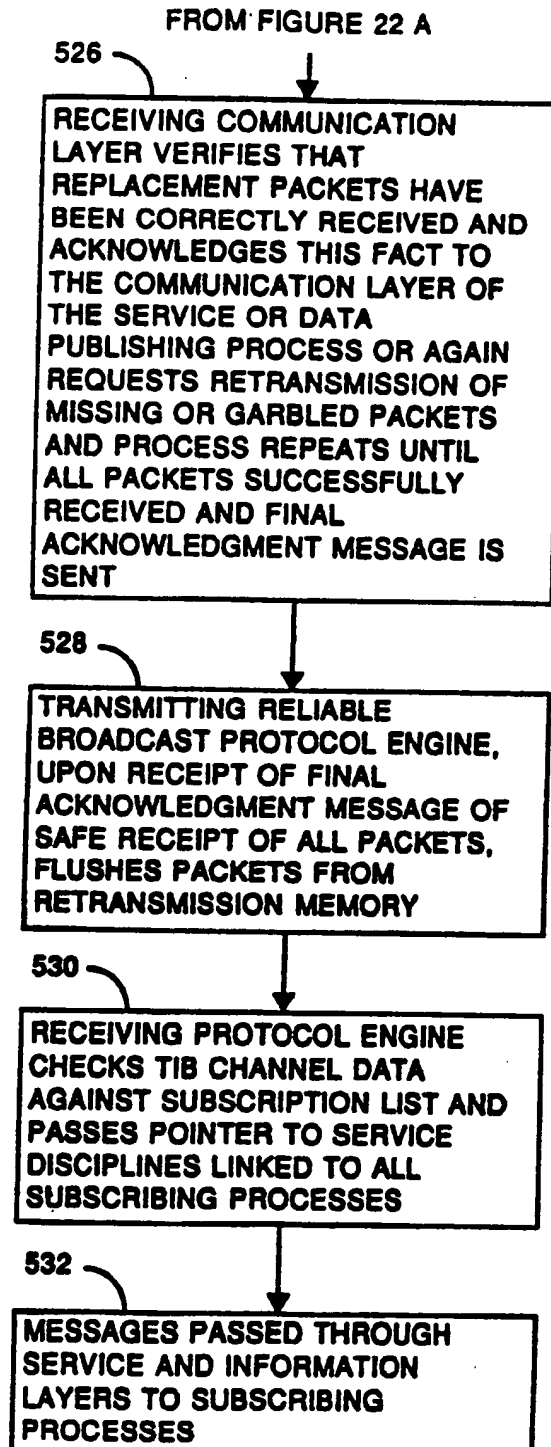 FROM FIGURE 22 A
526
RECEIVING COMMUNICATION
LAYER VERIFIES THAT
REPLACEMENT PACKETS HAVE
BEEN CORRECTLY RECEIVED AND
ACKNOWLEDGES THIS FACT TO
THE COMMUNICATION LAYER OF
THE SERVICE OR DATA
PUBLISHING PROCESS OR AGAIN
REQUESTS RETRANSMISSION OF
MISSING OR GARBLED PACKETS
AND PROCESS REPEATS UNTIL
ALL PACKETS SUCCESSFULLY
RECEIVED AND FINAL
ACKNOWLEDGMENT MESSAGE IS
SENT
528
TRANSMITTING RELIABLE
BROADCAST PROTOCOL ENGINE,
UPON RECEIPT OF FINAL
ACKNOWLEDGMENT MESSAGE OF
SAFE RECEIPT OF ALL PACKETS,
FLUSHES PACKETS FROM
RETRANSMISSION MEMORY
530
RECEIVING PROTOCOL ENGINE
CHECKS TIB CHANNEL DATA
AGAINST SUBSCRIPTION LIST AND
PASSES POINTER TO SERVICE
DISCIPLINES LINKED TO ALL
SUBSCRIBING PROCESSES
532
MESSAGES PASSED THROUGH
SERVICE AND INFORMATION
LAYERS TO SUBSCRIBING
PROCESSES